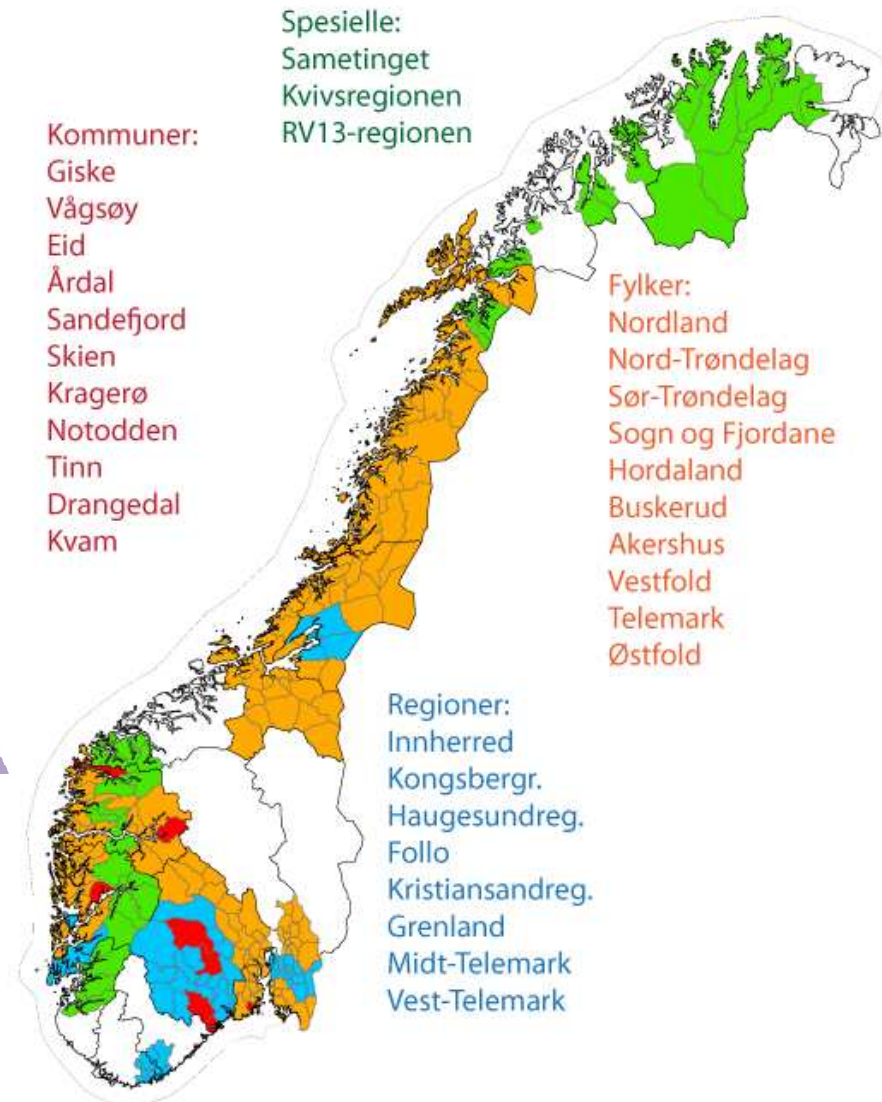 Spesielle:
Sametinget
Kvivsregionen
RV13-regionen
Kommuner:
Giske
Vågsøy
Eid
Årdal
Sandefjord
Skien
Kragerø
Notodden
Tinn
Drangedal
Kvam
Fylker:
Nordland
Nord-Trøndelag
Sør-Trøndelag
Sogn og Fjordane
Hordaland
Buskerud
Akershus
Vestfold
Telemark
Østfold
Regioner:
Innherred
Kongsbergr.
Haugesundreg.
Follo
Kristiansandreg.
Grenland
Midt-Telemark
Vest-Telemark